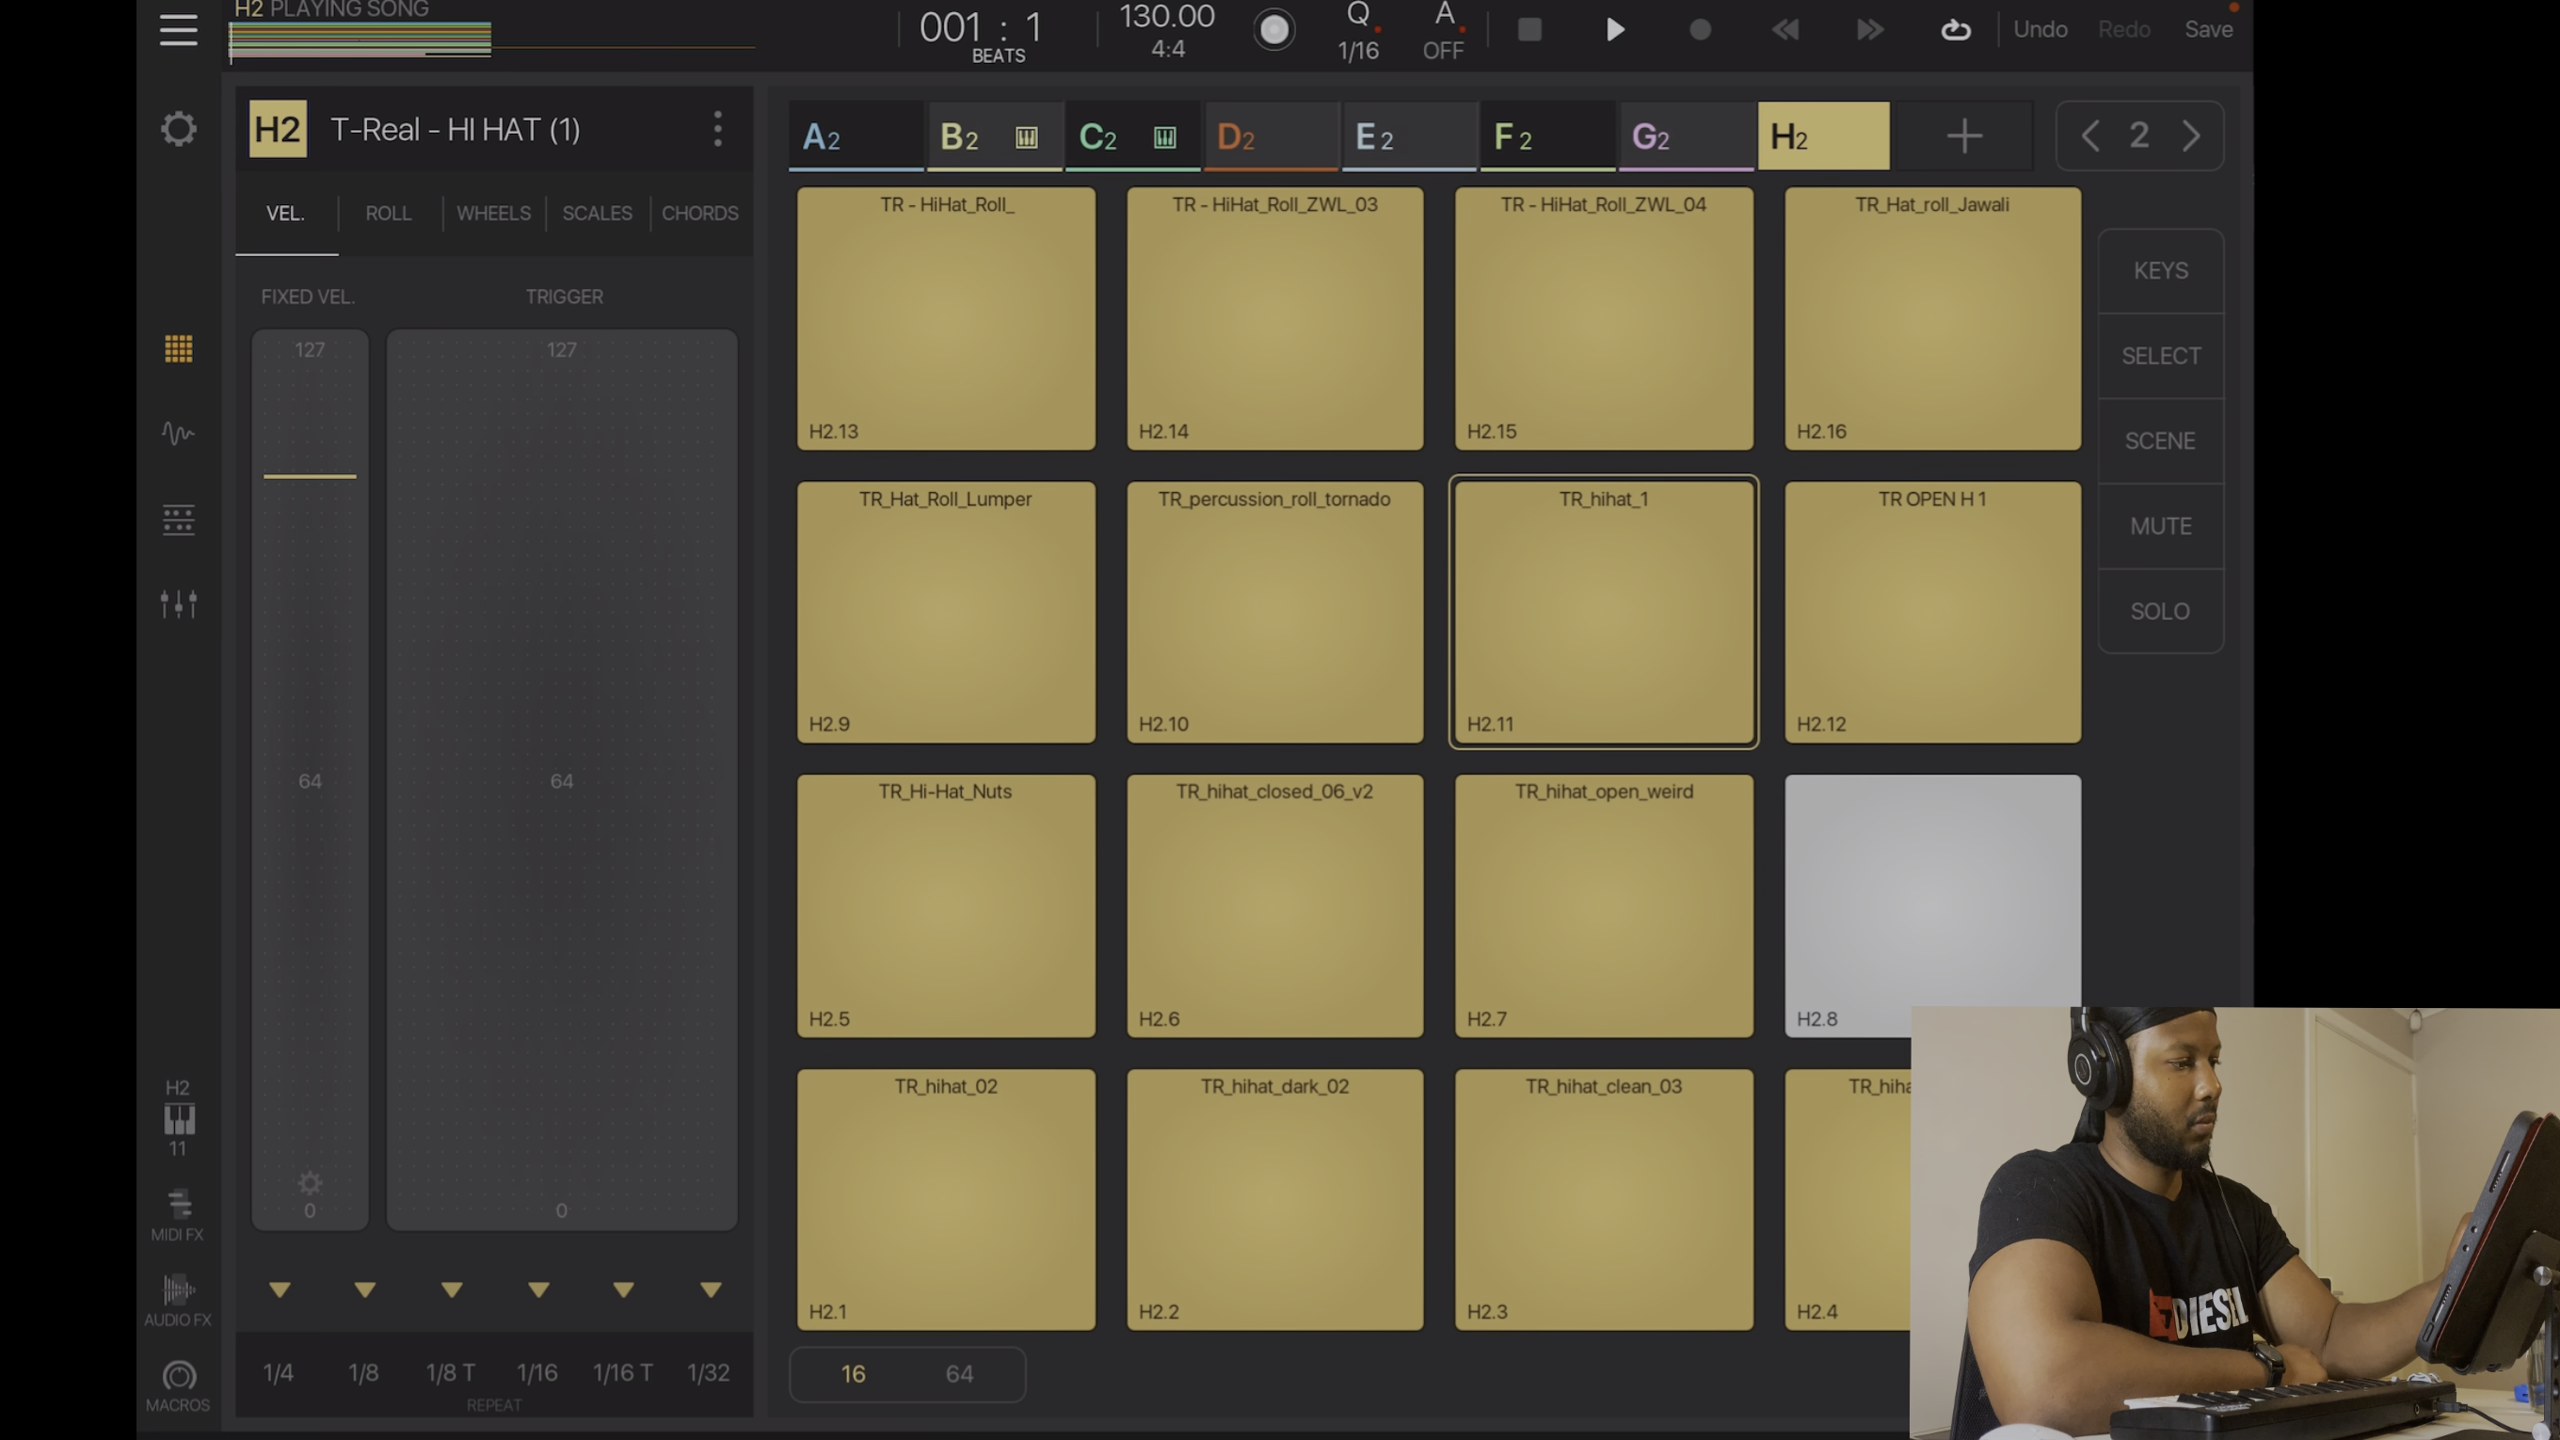 H2 PLAYING SONG
001 : 1
BEATS
130.00
4:4
Q
1/16
A
OFF
Undo
Redo
Save
H2
T-Real - HI HAT (1)
A2
B2
C2
D2
E2
F2
G2
H2
2
VEL.
ROLL
WHEELS
SCALES
CHORDS
FIXED VEL.
TRIGGER
127
127
64
64
0
0
TR - HiHat_Roll_
H2.13
TR - HiHat_Roll_ZWL_03
H2.14
TR - HiHat_Roll_ZWL_04
H2.15
TR_Hat_roll_Jawali
H2.16
TR_Hat_Roll_Lumper
H2.9
TR_percussion_roll_tornado
H2.10
TR_hihat_1
H2.11
TR OPEN H 1
H2.12
TR_Hi-Hat_Nuts
H2.5
TR_hihat_closed_06_v2
H2.6
TR_hihat_open_weird
H2.7
H2.8
TR_hihat_02
H2.1
TR_hihat_dark_02
H2.2
TR_hihat_clean_03
H2.3
H2.4
KEYS
SELECT
SCENE
MUTE
SOLO
H2
11
MIDI FX
AUDIO FX
MACROS
1/4
1/8
1/8 T
1/16
1/16 T
1/32
REPEAT
16
64
DIESEL